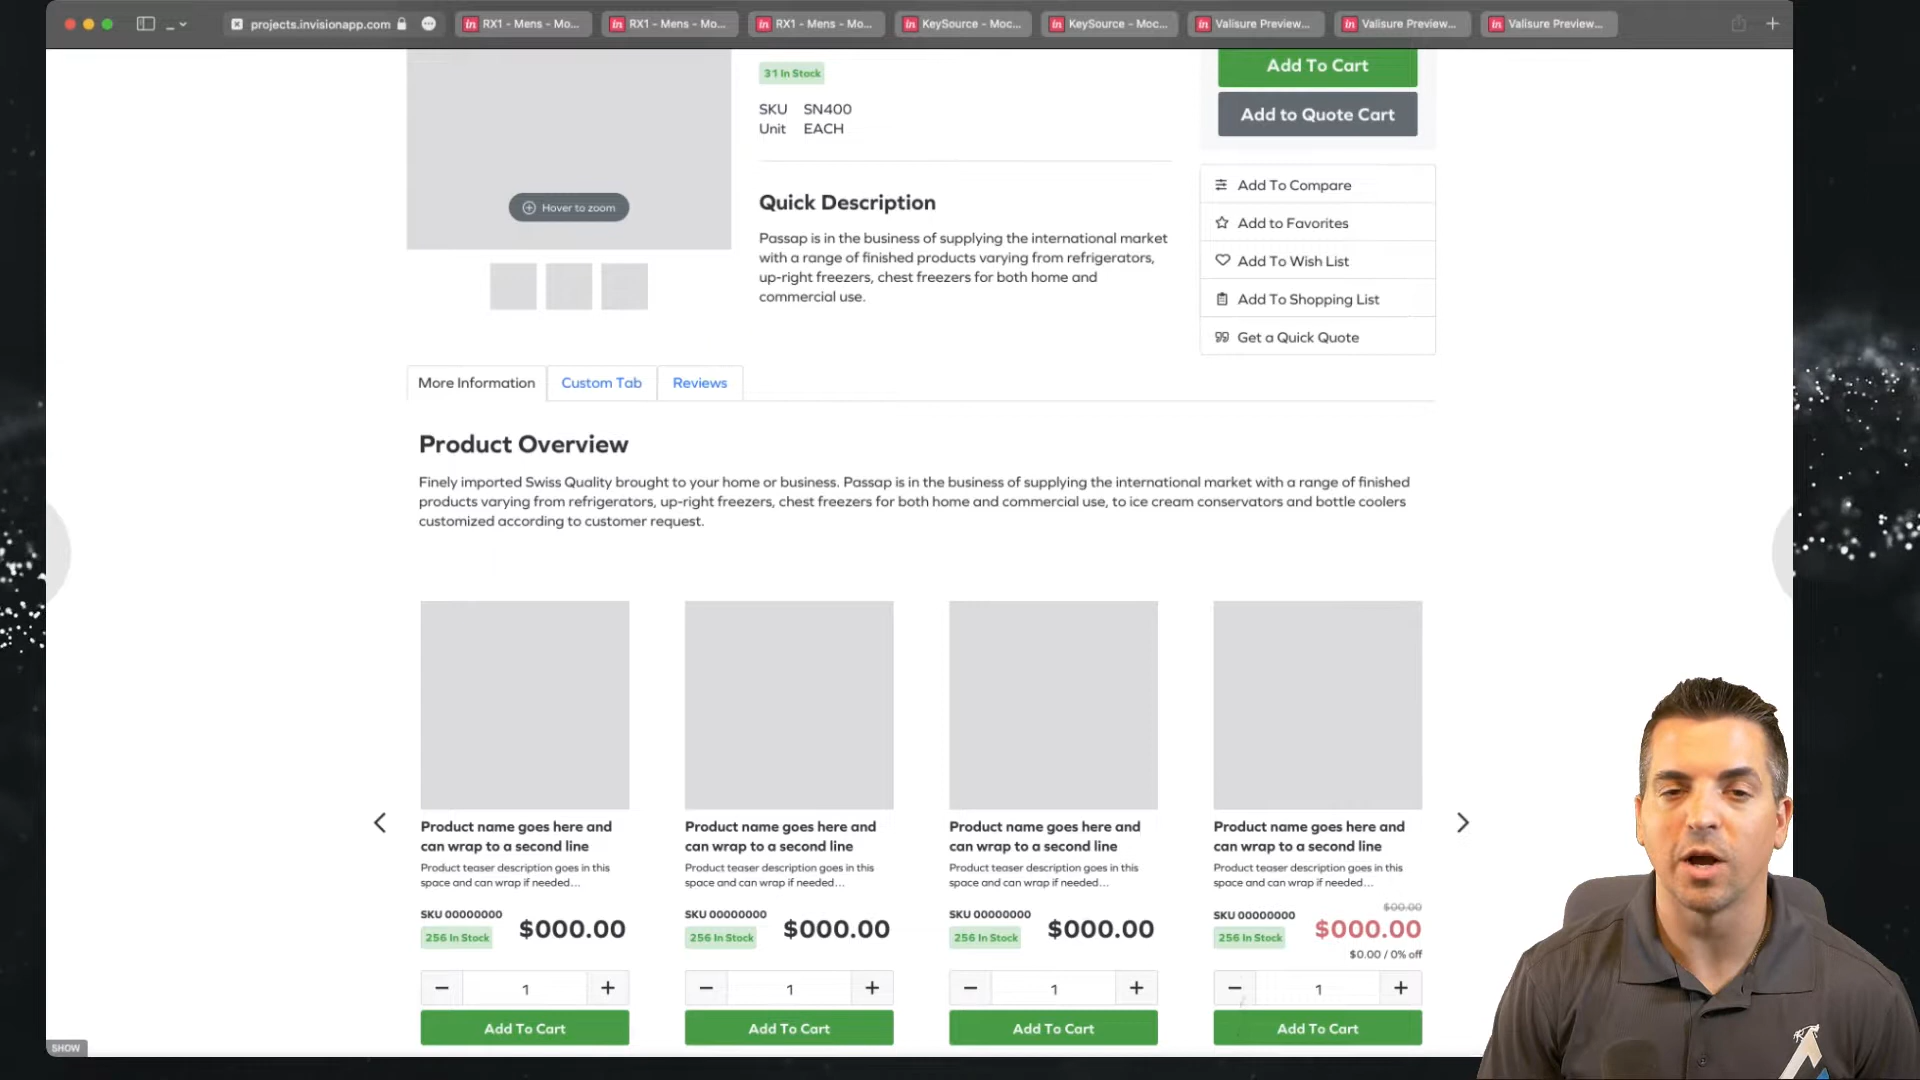 projects.invisionapp.com
RX1 - Mens - Mo...
RX1 - Mens - Mo...
RX1 - Mens - Mo...
KeySource - Moc...
KeySource - Moc...
Valisure Preview...
Valisure Preview...
Valisure Preview...
31 In Stock
SKU SN400
Unit EACH
Add To Cart
Add to Quote Cart
Hover to zoom
Quick Description
Passap is in the business of supplying the international market
with a range of finished products varying from refrigerators,
up-right freezers, chest freezers for both home and
commercial use.
Add To Compare
Add to Favorites
Add To Wish List
Add To Shopping List
Get a Quick Quote
More Information
Custom Tab
Reviews
Product Overview
Finely imported Swiss Quality brought to your home or business. Passap is in the business of supplying the international market with a range of finished
products varying from refrigerators, up-right freezers, chest freezers for both home and commercial use, to ice cream conservators and bottle coolers
customized according to customer request.
Product name goes here and
can wrap to a second line
Product teaser description goes in this
space and can wrap if needed...
SKU 00000000
256 In Stock
$000.00
1
Add To Cart
Product name goes here and
can wrap to a second line
Product teaser description goes in this
space and can wrap if needed...
SKU 00000000
256 In Stock
$000.00
1
Add To Cart
Product name goes here and
can wrap to a second line
Product teaser description goes in this
space and can wrap if needed...
SKU 00000000
256 In Stock
$000.00
1
Add To Cart
Product name goes here and
can wrap to a second line
Product teaser description goes in this
space and can wrap if needed...
SKU 00000000
256 In Stock
$00.00
$000.00
$0.00 / 0% off
1
Add To Cart
SHOW